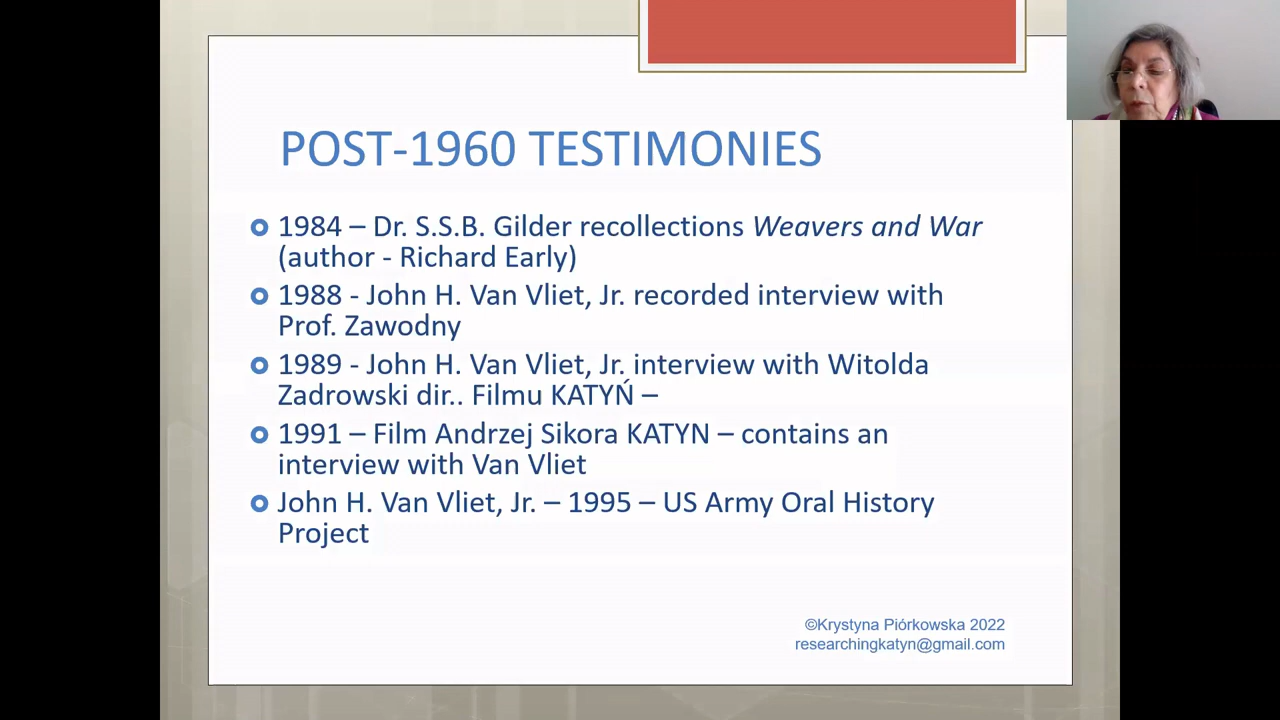 POST-1960 TESTIMONIES
1984 – Dr. S.S.B. Gilder recollections Weavers and War
(author - Richard Early)
1988 - John H. Van Vliet, Jr. recorded interview with
Prof. Zawodny
1989 - John H. Van Vliet, Jr. interview with Witolda
Zadrowski dir.. Filmu KATYŃ –
1991 – Film Andrzej Sikora KATYN – contains an
interview with Van Vliet
John H. Van Vliet, Jr. – 1995 – US Army Oral History
Project
©Krystyna Piórkowska 2022
researchingkatyn@gmail.com